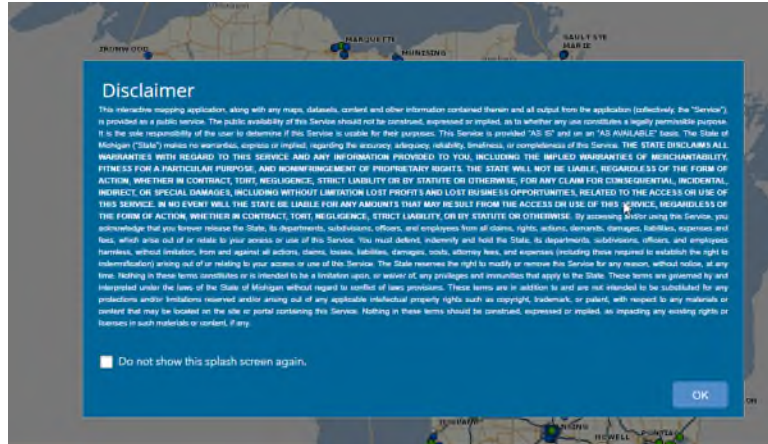 MARQUETTE
SAULT STE
MARIE
IRONWOOD
MUNISING
Disclaimer
This interactive mapping application, along with any maps, datasets, content and other information contained therein and all output from the application (collectively, the "Service"),
is provided as a public service. The public availability of this Service should not be construed, expressed or implied, as to whether any use constitutes a legally permissible purpose.
It is the sole responsibility of the user to determine if this Service is usable for their purposes. This Service is provided "AS IS" and on an "AS AVAILABLE" basis. The State of
Michigan ("State") makes no warranties, express or implied, regarding the accuracy, adequacy, reliability, timeliness, or completeness of this Service. THE STATE DISCLAIMS ALL
WARRANTIES WITH REGARD TO THIS SERVICE AND ANY INFORMATION PROVIDED TO YOU, INCLUDING THE IMPLIED WARRANTIES OF MERCHANTABILITY,
FITNESS FOR A PARTICULAR PURPOSE, AND NONINFRINGEMENT OF PROPRIETARY RIGHTS. THE STATE WILL NOT BE LIABLE, REGARDLESS OF THE FORM OF
ACTION, WHETHER IN CONTRACT, TORT, NEGLIGENCE, STRICT LIABILITY OR BY STATUTE OR OTHERWISE, FOR ANY CLAIM FOR CONSEQUENTIAL, INCIDENTAL,
INDIRECT, OR SPECIAL DAMAGES, INCLUDING WITHOUT LIMITATION LOST PROFITS AND LOST BUSINESS OPPORTUNITIES, RELATED TO THE ACCESS OR USE OF
THIS SERVICE. IN NO EVENT WILL THE STATE BE LIABLE FOR ANY AMOUNTS THAT MAY RESULT FROM THE ACCESS OR USE OF THIS SERVICE, REGARDLESS OF
THE FORM OF ACTION, WHETHER IN CONTRACT, TORT, NEGLIGENCE, STRICT LIABILITY, OR BY STATUTE OR OTHERWISE. By accessing and/or using this Service, you
acknowledge that you forever release the State, its departments, subdivisions, officers, and employees from all claims, rights, actions, demands, damages, liabilities, expenses and
fees, which arise out of or relate to your access or use of this Service. You must defend, indemnify and hold the State, its departments, subdivisions, officers, and employees
harmless, without limitation, from and against all actions, claims, losses, liabilities, damages, costs, attorney fees, and expenses (including those required to establish the right to
indemnification) arising out of or relating to your access or use of this Service. The State reserves the right to modify or remove this Service for any reason, without notice, at any
time. Nothing in these terms constitutes or is intended to be a limitation upon, or waiver of, any privileges and immunities that apply to the State. These terms are governed by and
interpreted under the laws of the State of Michigan without regard to conflict of laws provisions. These terms are in addition to and are not intended to be substituted for any
protections and/or limitations reserved and/or arising out of any applicable intellectual property rights such as copyright, trademark, or patent, with respect to any materials or
content that may be located on the site or portal containing this Service. Nothing in these terms should be construed, expressed or implied, as impacting any existing rights or
licenses in such materials or content, if any.
Do not show this splash screen again.
OK
HOWELL